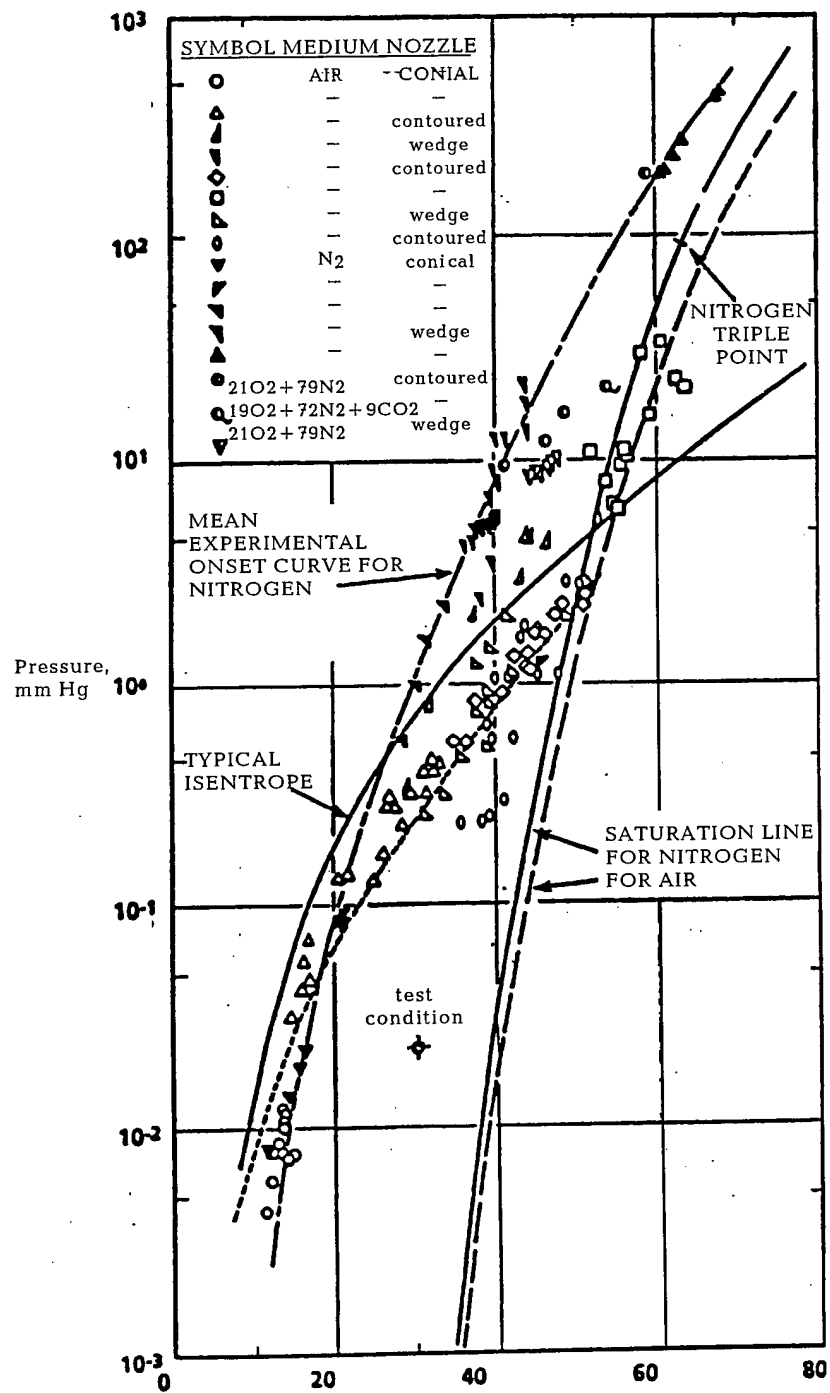 10³
SYMBOL MEDIUM NOZZLE
AIR --CONIAL
– –
– contoured
– wedge
– contoured
– –
– wedge
– contoured
N2 conical
– –
– –
– wedge
– –
21O2+79N2 contoured
19O2+72N2+9CO2 –
21O2+79N2 wedge
10²
NITROGEN
TRIPLE
POINT
10¹
MEAN
EXPERIMENTAL
ONSET CURVE FOR
NITROGEN
Pressure,
mm Hg
10⁰
TYPICAL
ISENTROPE
SATURATION LINE
FOR NITROGEN
FOR AIR
10-1
test
condition
10-2
10-3
0 20 40 60 80